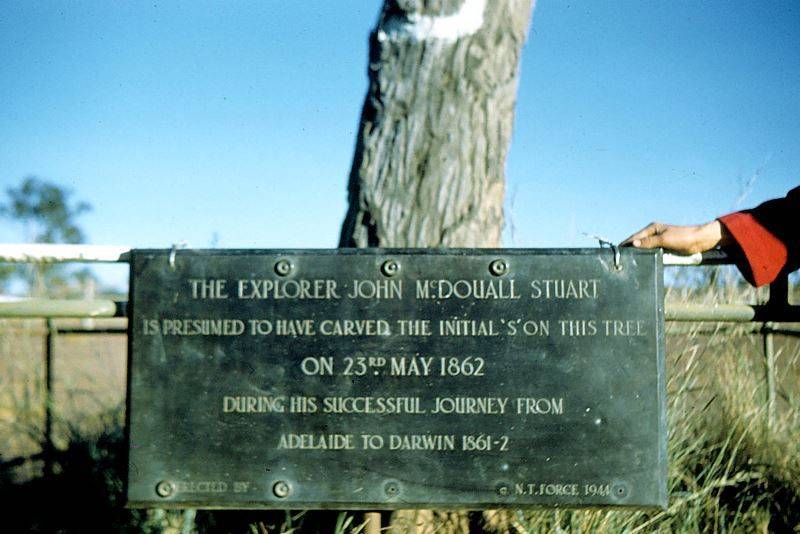 THE EXPLORER JOHN McDOUALL STUART
IS PRESUMED TO HAVE CARVED THE INITIAL 'S' ON THIS TREE
ON 23RD MAY 1862
DURING HIS SUCCESSFUL JOURNEY FROM
ADELAIDE TO DARWIN 1861-2
ERECTED BY N.T. FORCE 1944